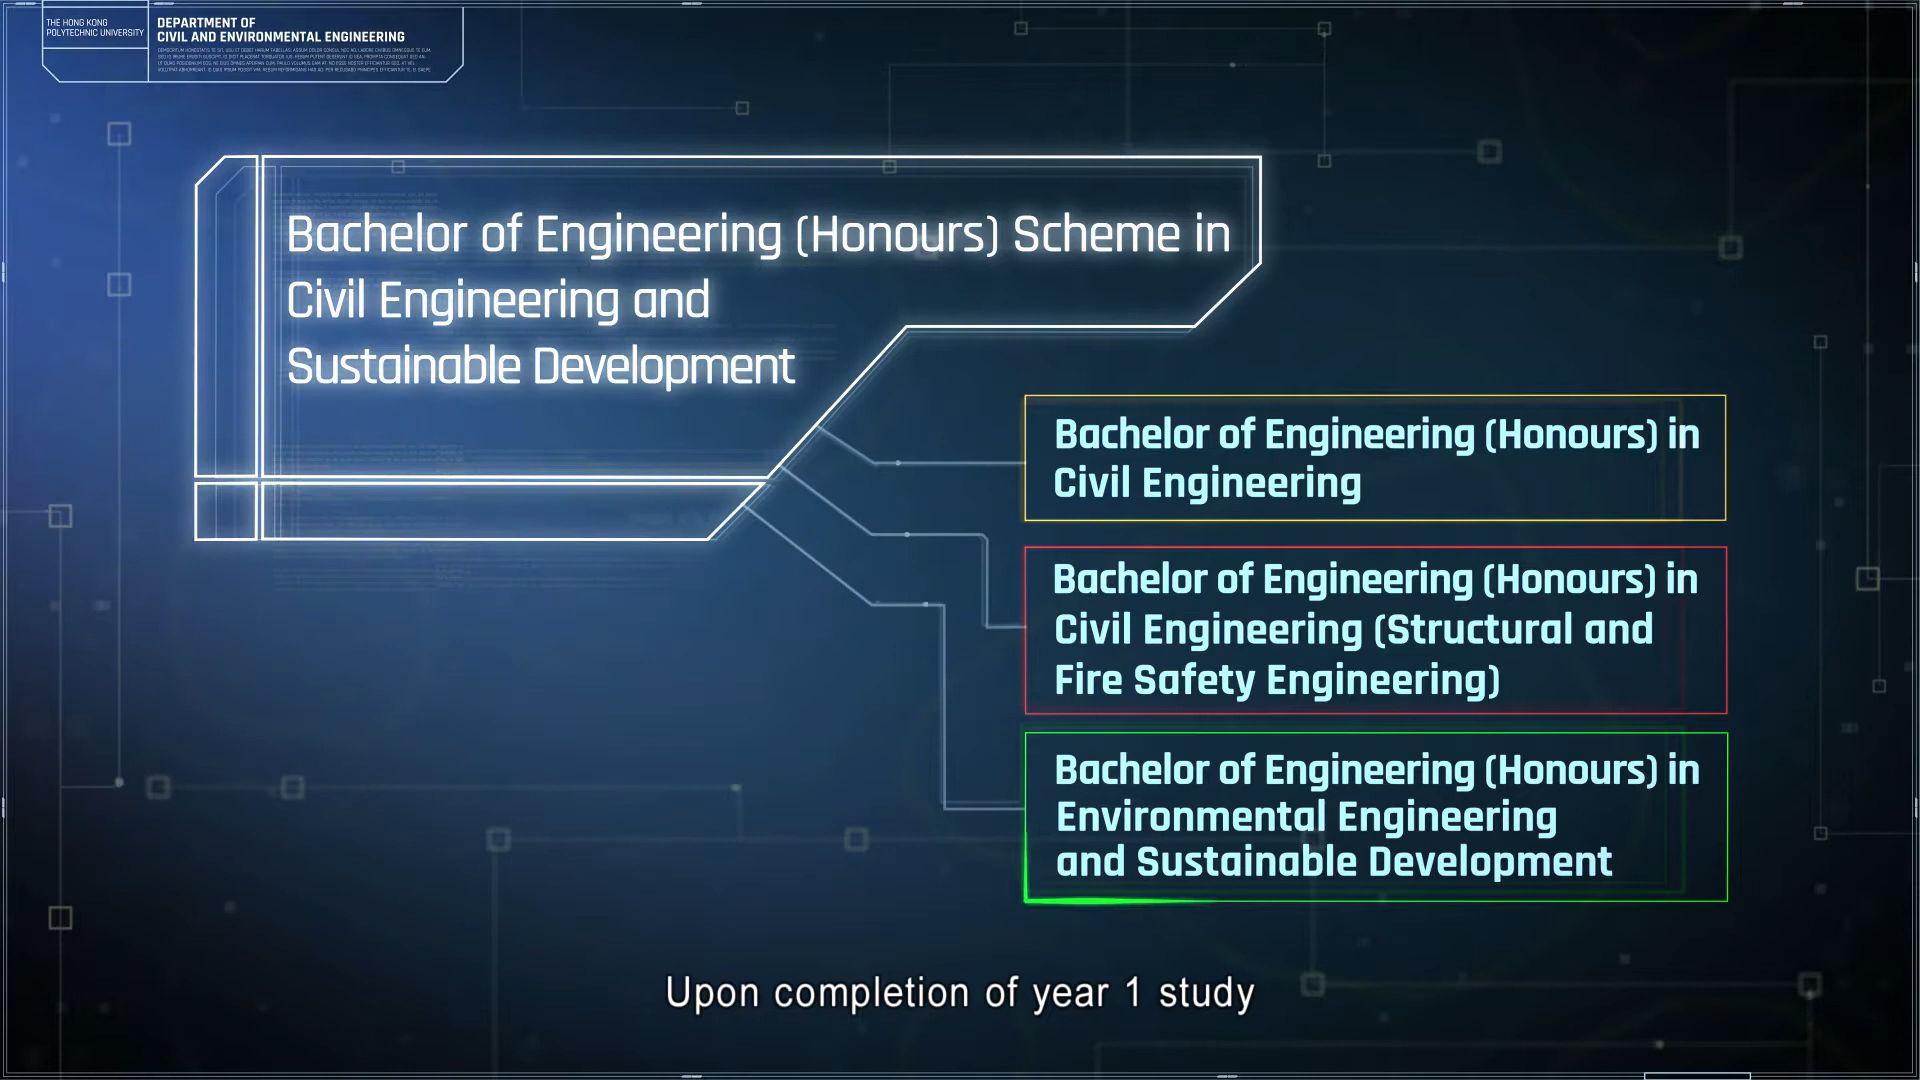 THE HONG KONG
POLYTECHNIC UNIVERSITY
DEPARTMENT OF
CIVIL AND ENVIRONMENTAL ENGINEERING
Bachelor of Engineering (Honours) Scheme in
Civil Engineering and
Sustainable Development
Bachelor of Engineering (Honours) in
Civil Engineering
Bachelor of Engineering (Honours) in
Civil Engineering (Structural and
Fire Safety Engineering)
Bachelor of Engineering (Honours) in
Environmental Engineering
and Sustainable Development
Upon completion of year 1 study